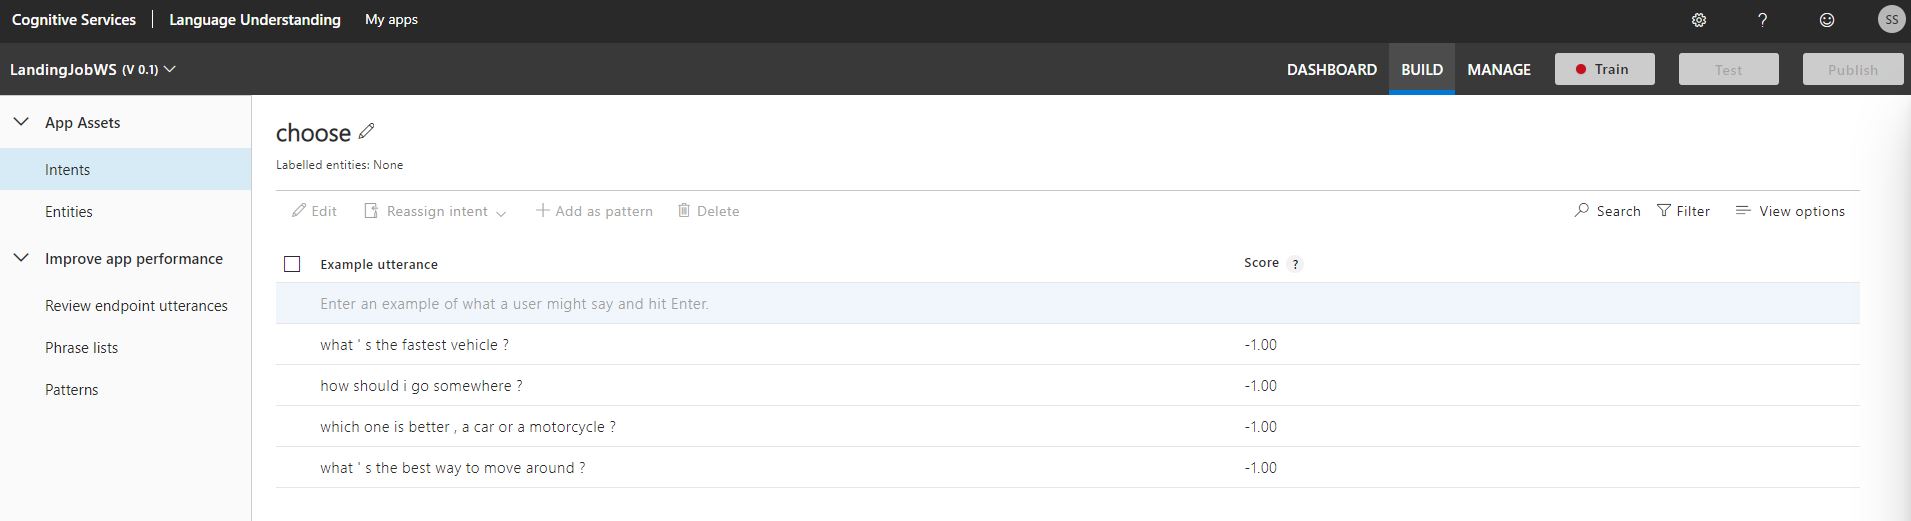 Cognitive Services | Language Understanding My apps ? SS
LandingJobWS (V 0.1) DASHBOARD BUILD MANAGE Train Test Publish
App Assets
Intents
Entities
Improve app performance
Review endpoint utterances
Phrase lists
Patterns
choose
Labelled entities: None
Edit Reassign intent Add as pattern Delete Search Filter View options
Example utterance Score ?
Enter an example of what a user might say and hit Enter.
what ' s the fastest vehicle ? -1.00
how should i go somewhere ? -1.00
which one is better , a car or a motorcycle ? -1.00
what ' s the best way to move around ? -1.00